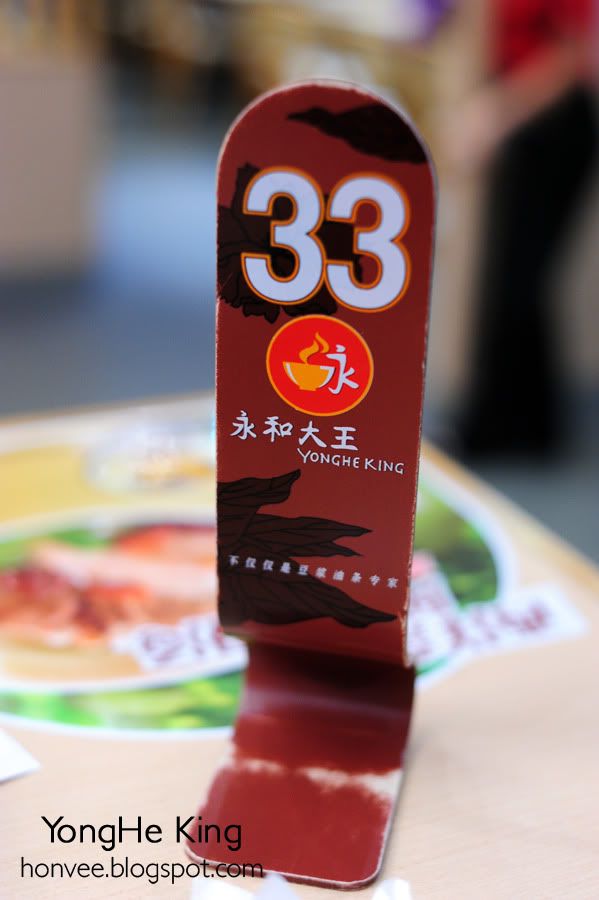 33
永
永和大王
YONGHE KING
不仅仅是豆浆油条专家
YongHe King
honvee.blogspot.com